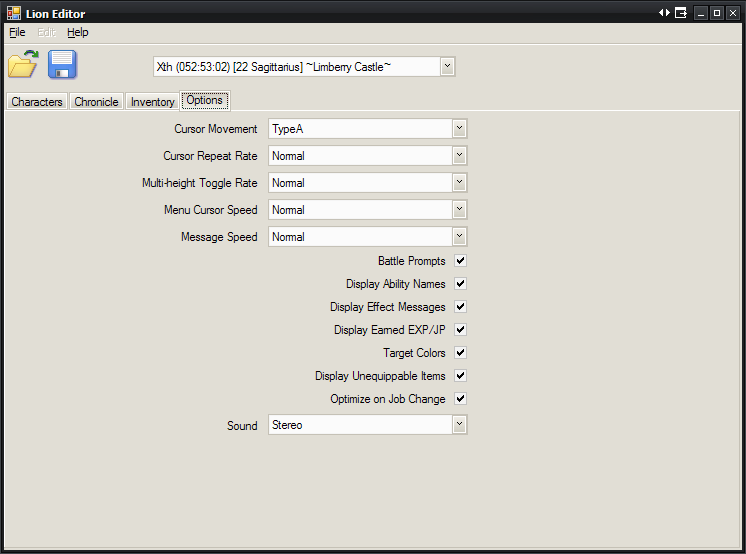 Lion Editor
File Edit Help
Xth (052:53:02) [22 Sagittarius] ~Limberry Castle~
Characters Chronicle Inventory Options
Cursor Movement TypeA
Cursor Repeat Rate Normal
Multi-height Toggle Rate Normal
Menu Cursor Speed Normal
Message Speed Normal
Battle Prompts
Display Ability Names
Display Effect Messages
Display Earned EXP/JP
Target Colors
Display Unequippable Items
Optimize on Job Change
Sound Stereo